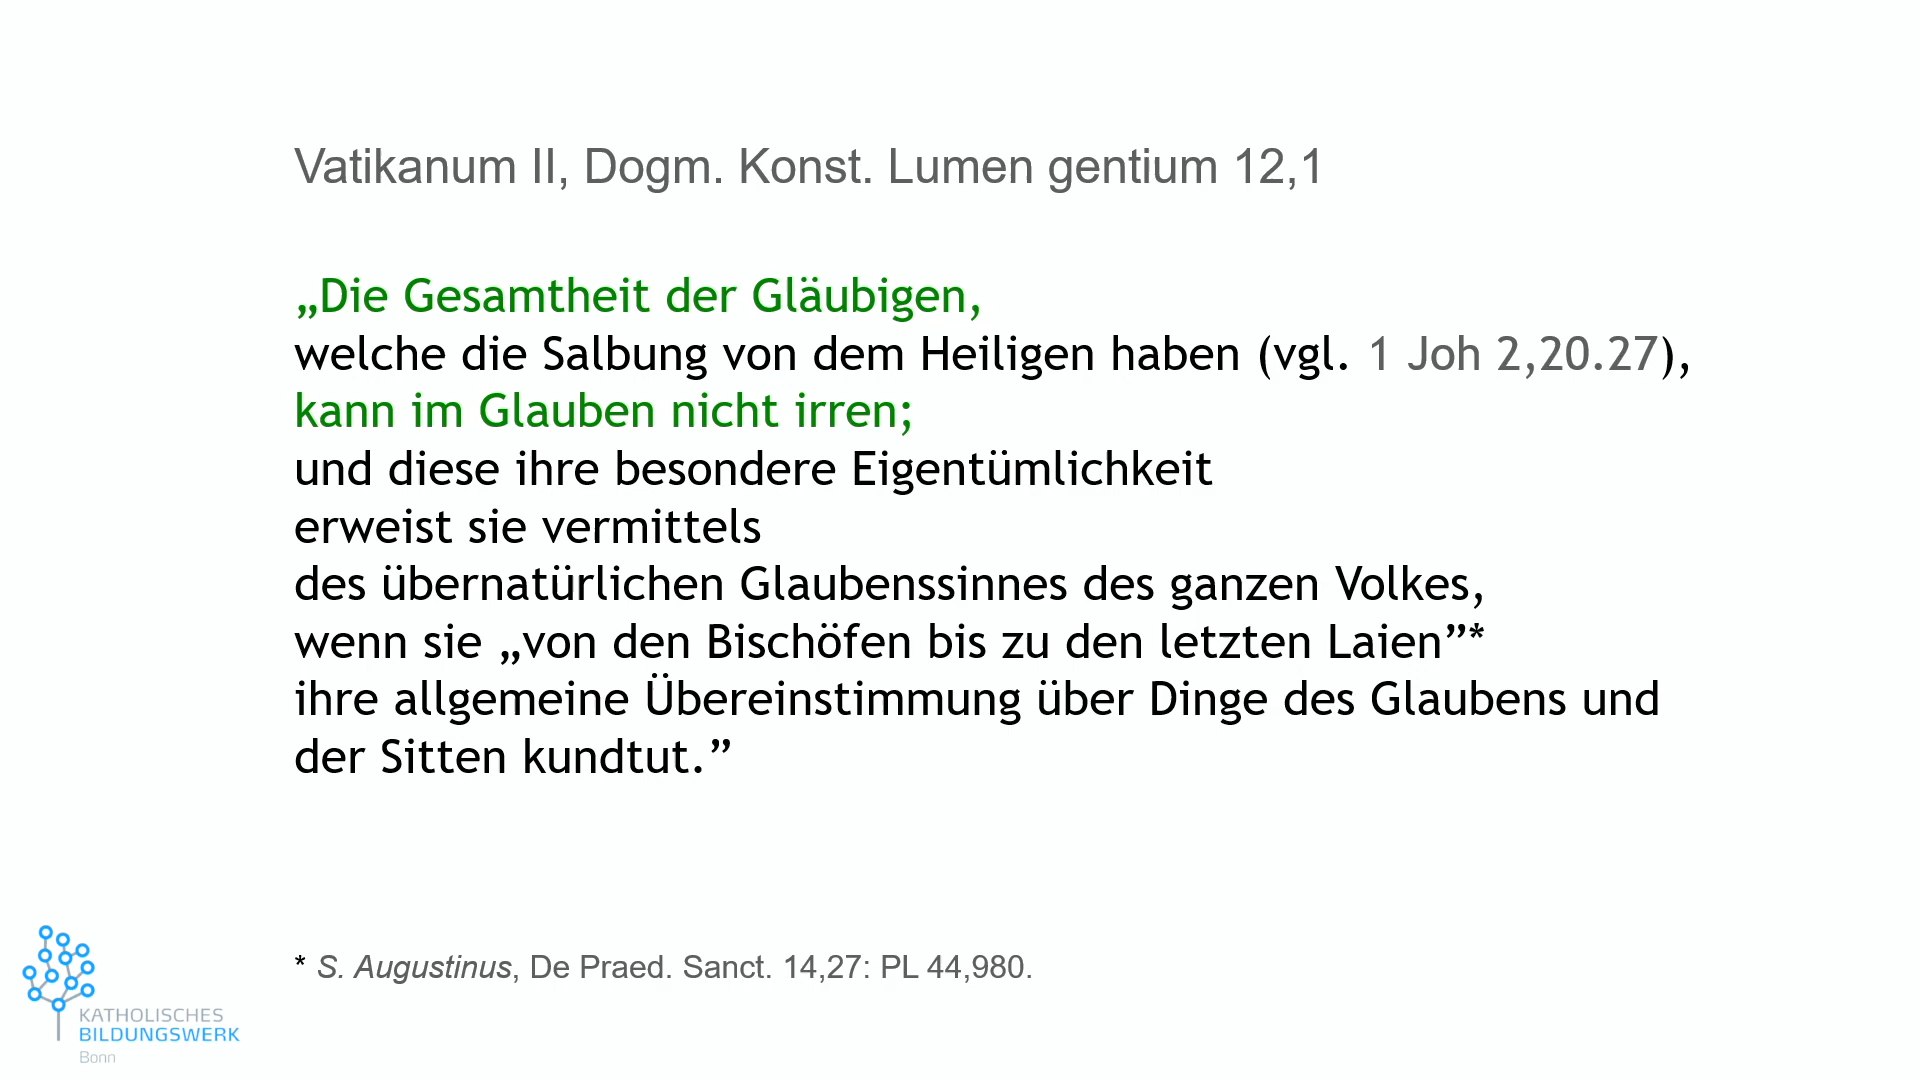 Vatikanum II, Dogm. Konst. Lumen gentium 12,1
„Die Gesamtheit der Gläubigen,
welche die Salbung von dem Heiligen haben (vgl. 1 Joh 2,20.27),
kann im Glauben nicht irren;
und diese ihre besondere Eigentümlichkeit
erweist sie vermittels
des übernatürlichen Glaubenssinnes des ganzen Volkes,
wenn sie „von den Bischöfen bis zu den letzten Laien”*
ihre allgemeine Übereinstimmung über Dinge des Glaubens und
der Sitten kundtut.”
* S. Augustinus, De Praed. Sanct. 14,27: PL 44,980.
KATHOLISCHES
BILDUNGSWERK
Bonn